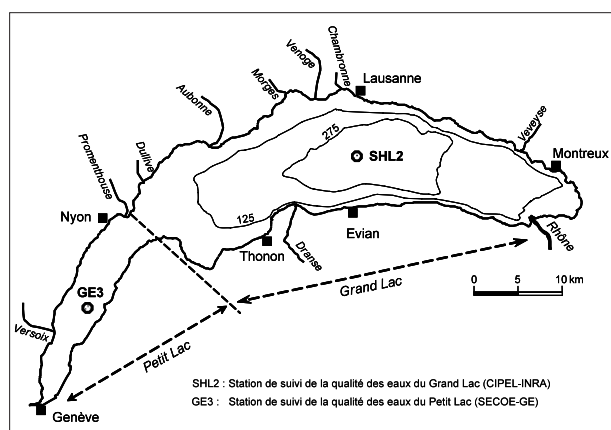 Chambronne
Venoge
Morges
Lausanne
Aubonne
Veveyse
Montreux
Promenthouse
Dullive
275
SHL2
Nyon
125
Evian
Rhône
Thonon
Dranse
GE3
Grand Lac
0 5 10 km
Versoix
Petit Lac
SHL2 : Station de suivi de la qualité des eaux du Grand Lac (CIPEL-INRA)
GE3 : Station de suivi de la qualité des eaux du Petit Lac (SECOE-GE)
Genève